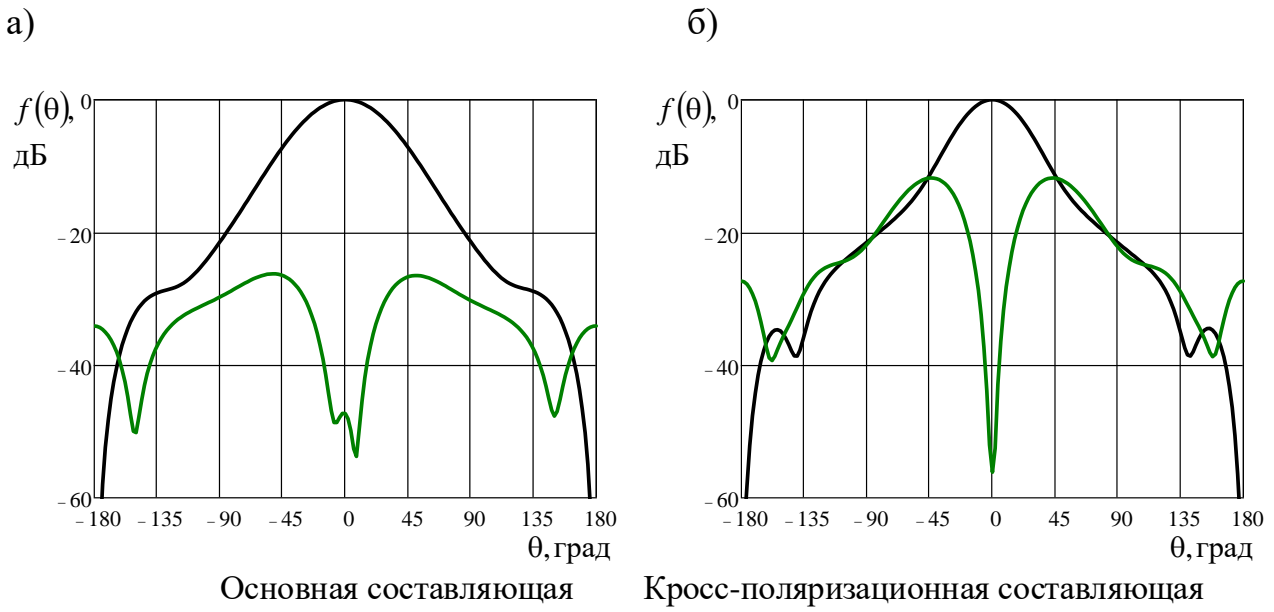 а)
б)
f(θ),
дБ
0
− 20
− 40
− 60
− 180 − 135 − 90 − 45 0 45 90 135 180
θ, град
f(θ),
дБ
0
− 20
− 40
− 60
− 180 − 135 − 90 − 45 0 45 90 135 180
θ, град
Основная составляющая
Кросс-поляризационная составляющая